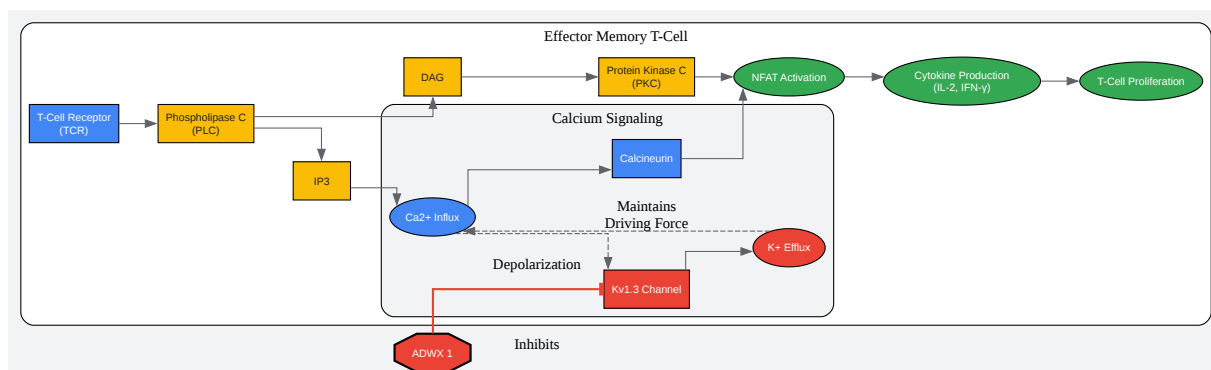 Effector Memory T-Cell
DAG
Protein Kinase C
(PKC)
NFAT Activation
Cytokine Production
(IL-2, IFN-γ)
T-Cell Proliferation
T-Cell Receptor
(TCR)
Phospholipase C
(PLC)
Calcium Signaling
Calcineurin
IP3
Ca2+ Influx
Maintains
Driving Force
K+ Efflux
Depolarization
Kv1.3 Channel
ADWX 1
Inhibits